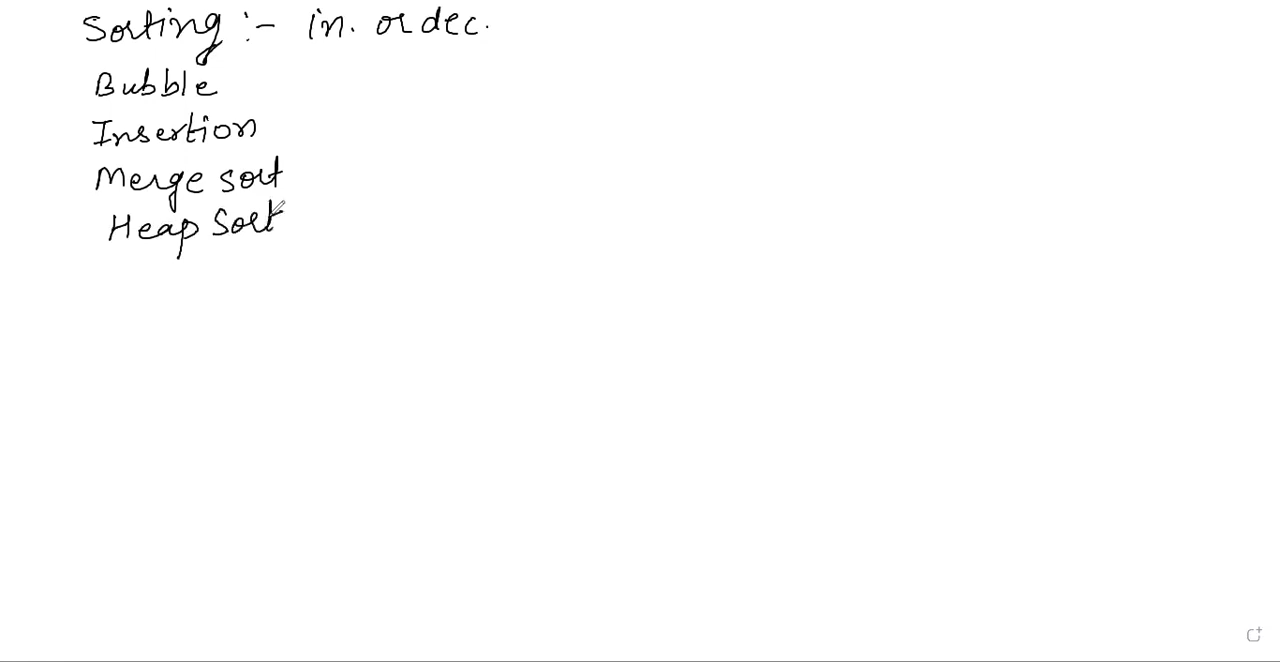 Sorting :- in. or dec.
Bubble
Insertion
Merge sort
Heap Sort